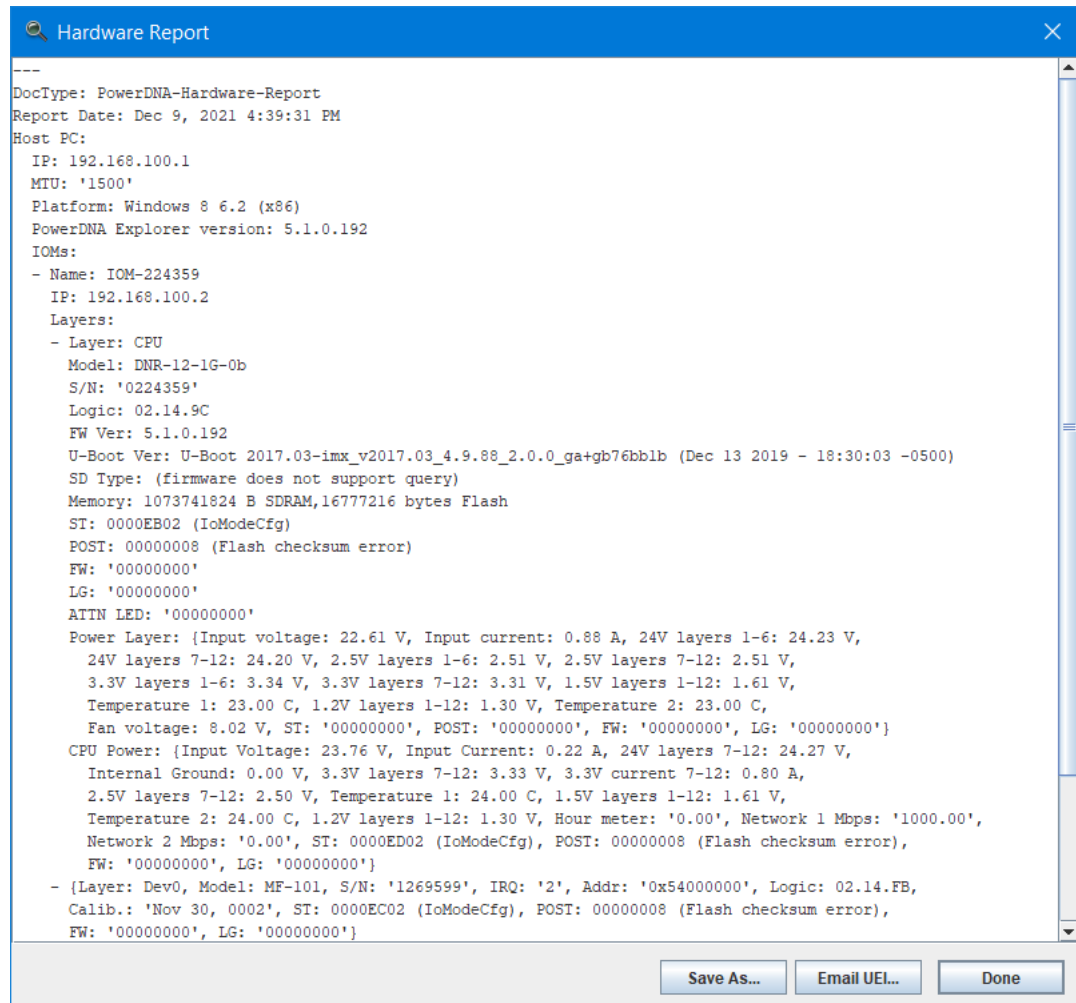 Hardware Report
---
DocType: PowerDNA-Hardware-Report
Report Date: Dec 9, 2021 4:39:31 PM
Host PC:
  IP: 192.168.100.1
  MTU: '1500'
  Platform: Windows 8 6.2 (x86)
  PowerDNA Explorer version: 5.1.0.192
  IOMs:
  - Name: IOM-224359
    IP: 192.168.100.2
    Layers:
    - Layer: CPU
      Model: DNR-12-1G-0b
      S/N: '0224359'
      Logic: 02.14.9C
      FW Ver: 5.1.0.192
      U-Boot Ver: U-Boot 2017.03-imx_v2017.03_4.9.88_2.0.0_ga+gb76bb1b (Dec 13 2019 - 18:30:03 -0500)
      SD Type: (firmware does not support query)
      Memory: 1073741824 B SDRAM,16777216 bytes Flash
      ST: 0000EB02 (IoModeCfg)
      POST: 00000008 (Flash checksum error)
      FW: '00000000'
      LG: '00000000'
      ATTN LED: '00000000'
      Power Layer: {Input voltage: 22.61 V, Input current: 0.88 A, 24V layers 1-6: 24.23 V,
        24V layers 7-12: 24.20 V, 2.5V layers 1-6: 2.51 V, 2.5V layers 7-12: 2.51 V,
        3.3V layers 1-6: 3.34 V, 3.3V layers 7-12: 3.31 V, 1.5V layers 1-12: 1.61 V,
        Temperature 1: 23.00 C, 1.2V layers 1-12: 1.30 V, Temperature 2: 23.00 C,
        Fan voltage: 8.02 V, ST: '00000000', POST: '00000000', FW: '00000000', LG: '00000000'}
      CPU Power: {Input Voltage: 23.76 V, Input Current: 0.22 A, 24V layers 7-12: 24.27 V,
        Internal Ground: 0.00 V, 3.3V layers 7-12: 3.33 V, 3.3V current 7-12: 0.80 A,
        2.5V layers 7-12: 2.50 V, Temperature 1: 24.00 C, 1.5V layers 1-12: 1.61 V,
        Temperature 2: 24.00 C, 1.2V layers 1-12: 1.30 V, Hour meter: '0.00', Network 1 Mbps: '1000.00',
        Network 2 Mbps: '0.00', ST: 0000ED02 (IoModeCfg), POST: 00000008 (Flash checksum error),
        FW: '00000000', LG: '00000000'}
    - {Layer: Dev0, Model: MF-101, S/N: '1269599', IRQ: '2', Addr: '0x54000000', Logic: 02.14.FB,
      Calib.: 'Nov 30, 0002', ST: 0000EC02 (IoModeCfg), POST: 00000008 (Flash checksum error),
      FW: '00000000', LG: '00000000'}
Save As... Email UEI... Done